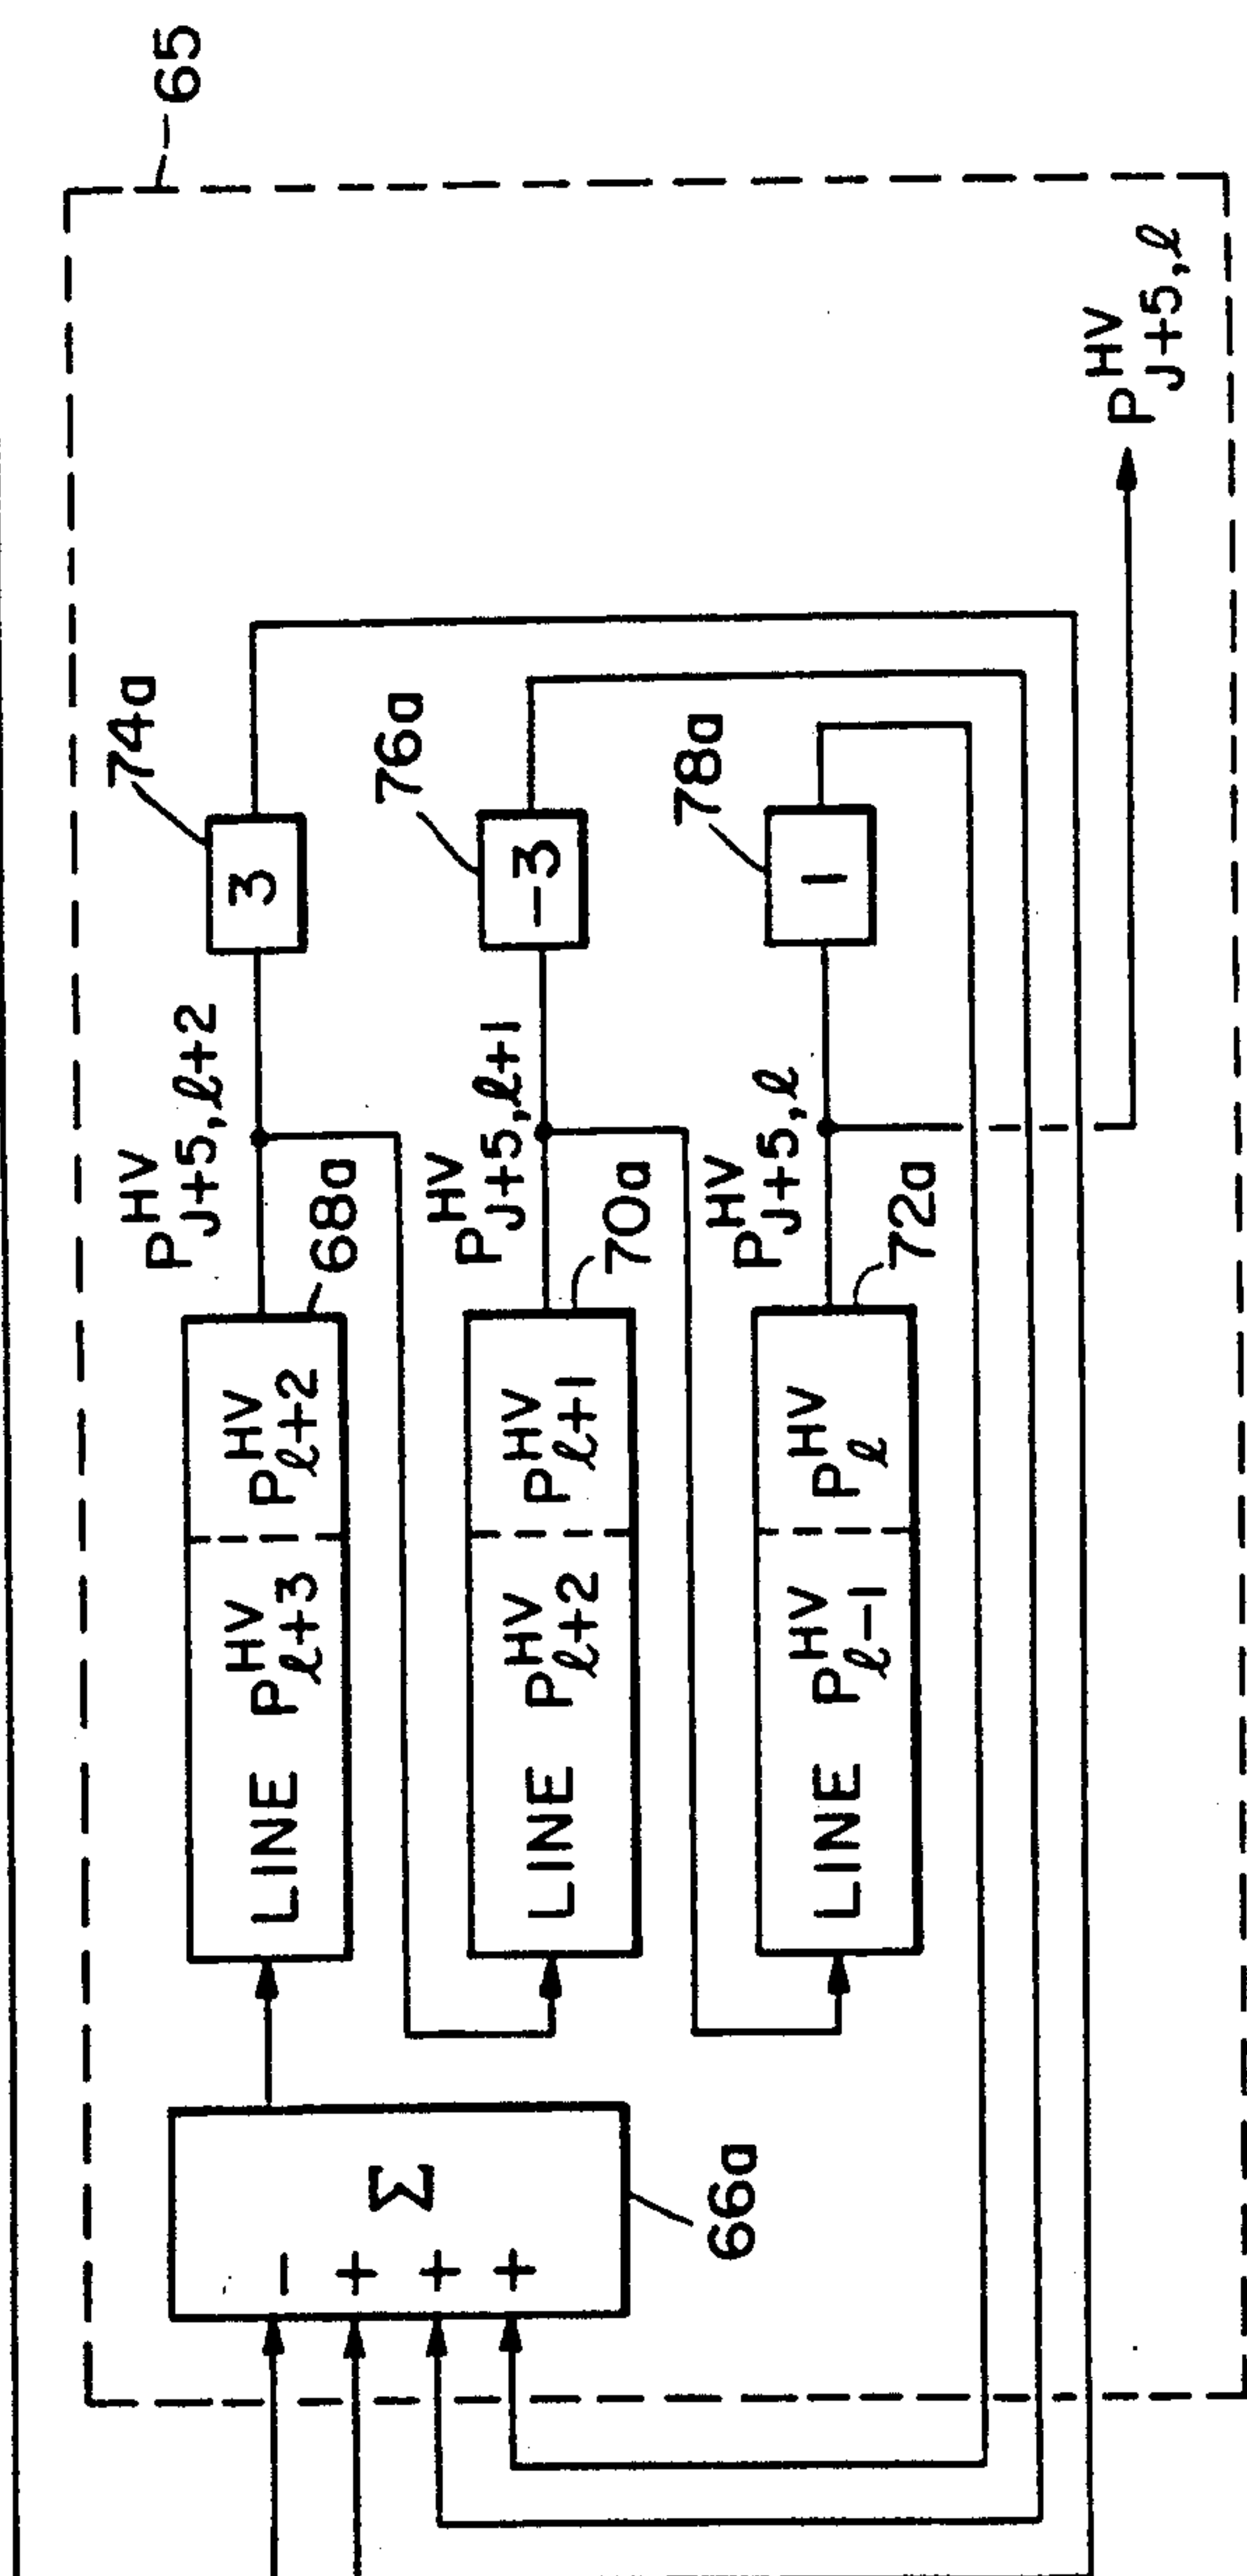 65
74a
3
P^HV_J+5,ℓ+2
68a
LINE P^HV_ℓ+3 P^HV_ℓ+2
76a
-3
P^HV_J+5,ℓ+1
70a
LINE P^HV_ℓ+2 P^HV_ℓ+1
78a
1
P^HV_J+5,ℓ
72a
LINE P^HV_ℓ-1 P^HV_ℓ
P^HV_J+5,ℓ
Σ
-
+
+
+
66a